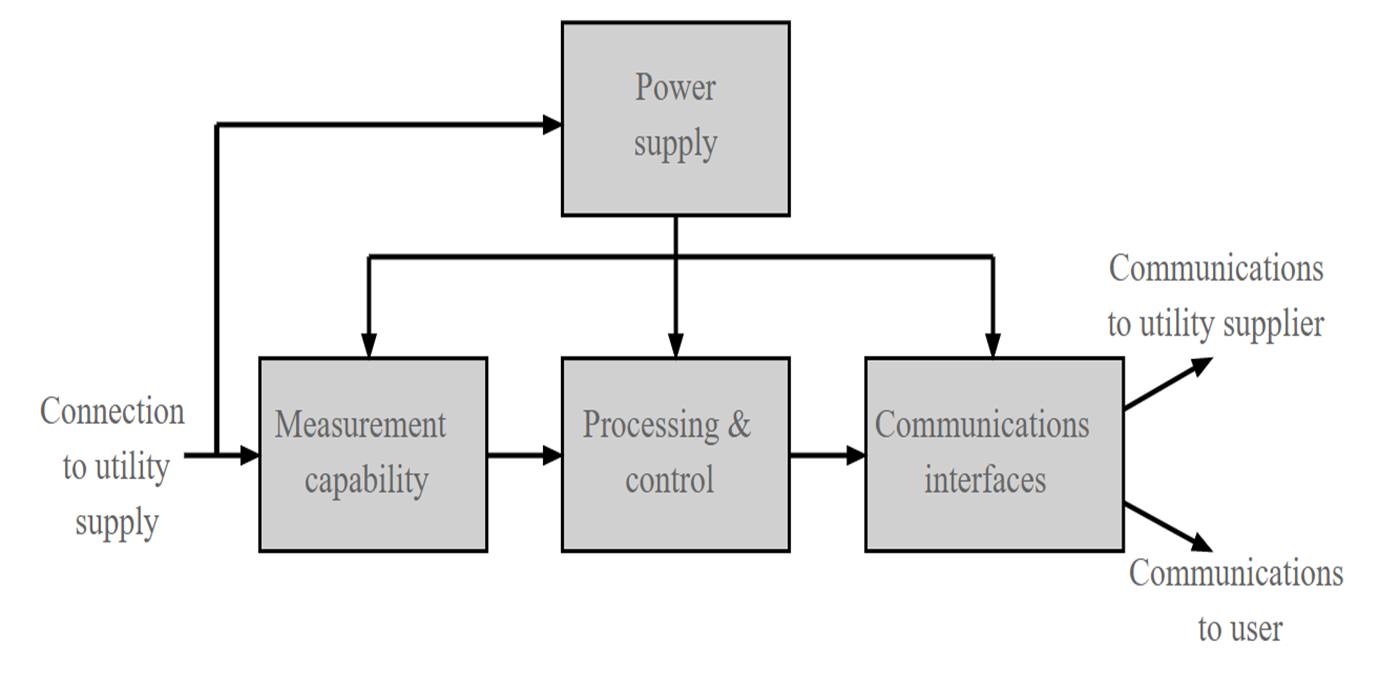 Power
supply
Communications
to utility supplier
Connection
to utility
supply
Measurement
capability
Processing &
control
Communications
interfaces
Communications
to user